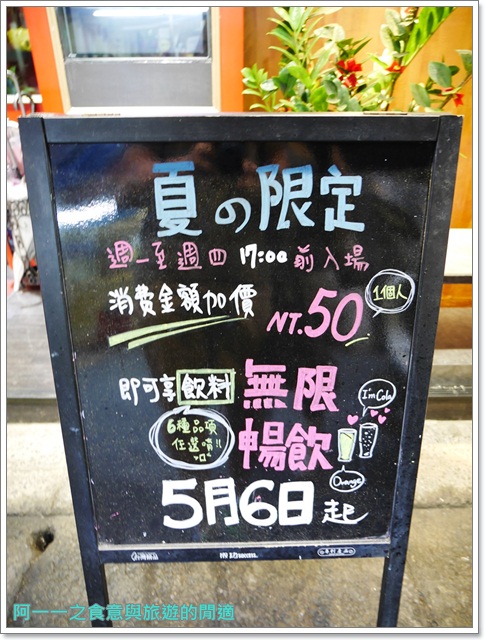 夏の限定
週一至週四 17:00 前入場
消費金額加價 NT.50 1個人
即可享飲料 無限
6種品項
任選唷!!
暢飲
I'm Cola
Orange
5月6日起
阿一一之食意與旅遊的閒適